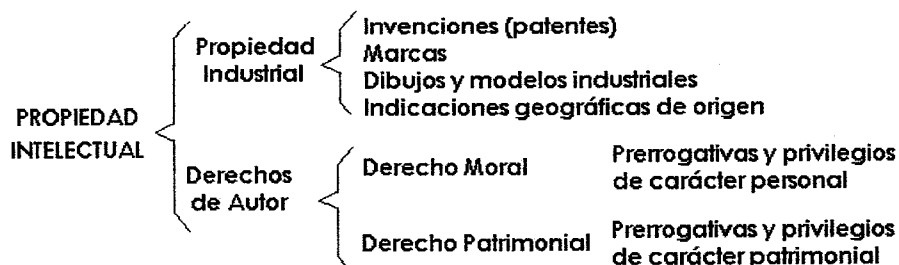 PROPIEDAD
INTELECTUAL
Propiedad
Industrial
Invenciones (patentes)
Marcas
Dibujos y modelos industriales
Indicaciones geográficas de origen
Derechos
de Autor
Derecho Moral
Prerrogativas y privilegios
de carácter personal
Derecho Patrimonial
Prerrogativas y privilegios
de carácter patrimonial